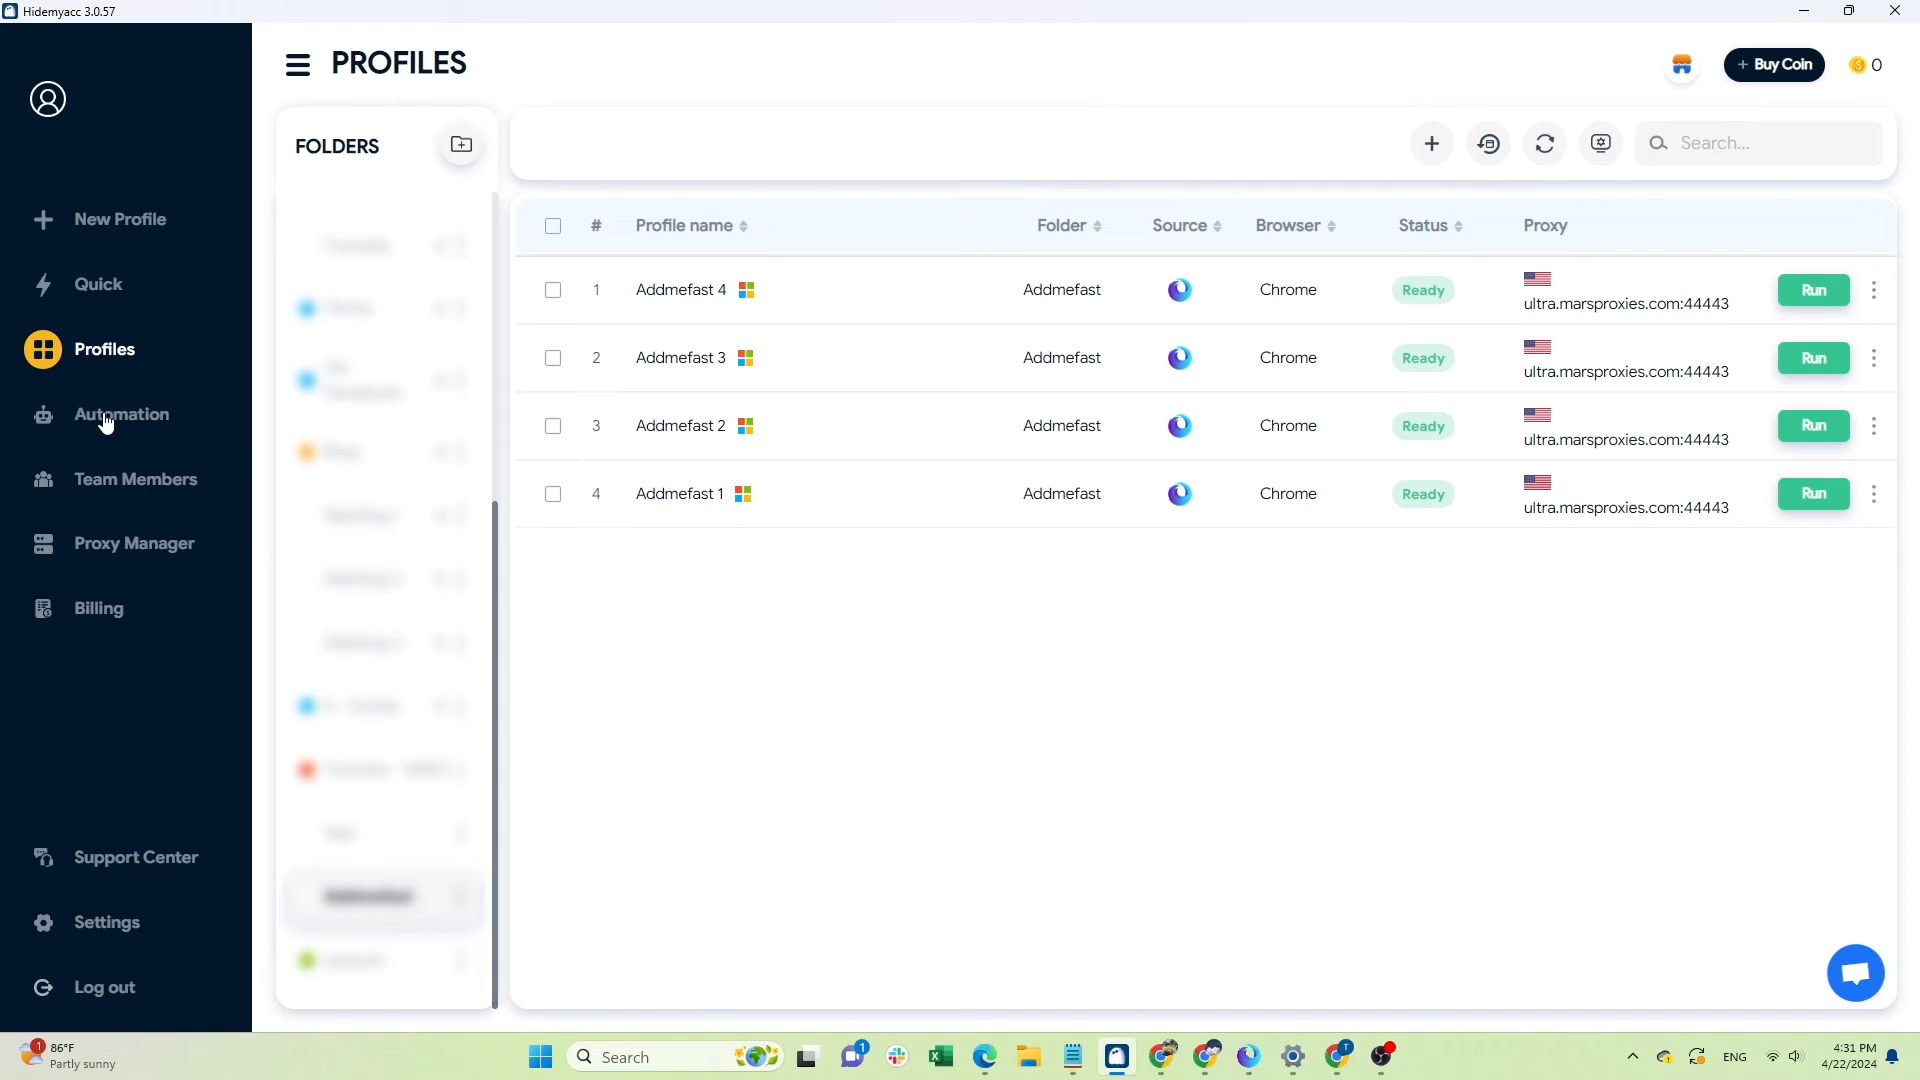 Hidemyacc 3.0.57
PROFILES
+ Buy Coin
0
FOLDERS
Search...
New Profile
Quick
Profiles
Automation
Team Members
Proxy Manager
Billing
Support Center
Settings
Log out
# Profile name Folder Source Browser Status Proxy
1 Addmefast 4 Addmefast Chrome Ready ultra.marsproxies.com:44443 Run
2 Addmefast 3 Addmefast Chrome Ready ultra.marsproxies.com:44443 Run
3 Addmefast 2 Addmefast Chrome Ready ultra.marsproxies.com:44443 Run
4 Addmefast 1 Addmefast Chrome Ready ultra.marsproxies.com:44443 Run
1
86°F
Partly sunny
Search
1
T
ENG
4:31 PM
4/22/2024